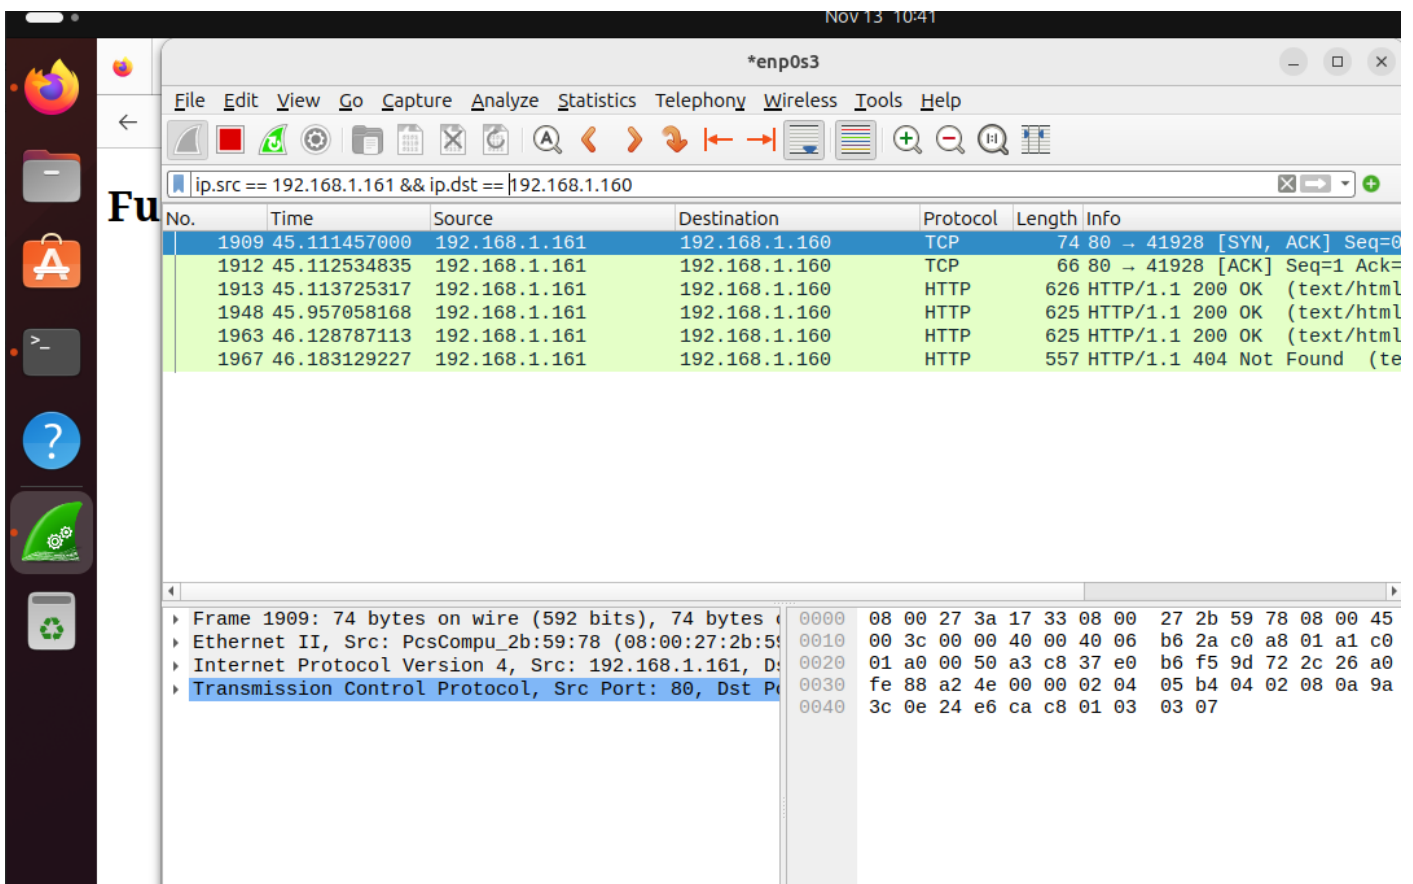 Nov 13 10:41
*enp0s3
File Edit View Go Capture Analyze Statistics Telephony Wireless Tools Help
ip.src == 192.168.1.161 && ip.dst == 192.168.1.160
Fu
No. Time Source Destination Protocol Length Info
1909 45.111457000 192.168.1.161 192.168.1.160 TCP 74 80 → 41928 [SYN, ACK] Seq=0
1912 45.112534835 192.168.1.161 192.168.1.160 TCP 66 80 → 41928 [ACK] Seq=1 Ack=
1913 45.113725317 192.168.1.161 192.168.1.160 HTTP 626 HTTP/1.1 200 OK (text/html
1948 45.957058168 192.168.1.161 192.168.1.160 HTTP 625 HTTP/1.1 200 OK (text/html
1963 46.128787113 192.168.1.161 192.168.1.160 HTTP 625 HTTP/1.1 200 OK (text/html
1967 46.183129227 192.168.1.161 192.168.1.160 HTTP 557 HTTP/1.1 404 Not Found (te
Frame 1909: 74 bytes on wire (592 bits), 74 bytes
Ethernet II, Src: PcsCompu_2b:59:78 (08:00:27:2b:59
Internet Protocol Version 4, Src: 192.168.1.161, Ds
Transmission Control Protocol, Src Port: 80, Dst Po
0000 08 00 27 3a 17 33 08 00 27 2b 59 78 08 00 45
0010 00 3c 00 00 40 00 40 06 b6 2a c0 a8 01 a1 c0
0020 01 a0 00 50 a3 c8 37 e0 b6 f5 9d 72 2c 26 a0
0030 fe 88 a2 4e 00 00 02 04 05 b4 04 02 08 0a 9a
0040 3c 0e 24 e6 ca c8 01 03 03 07